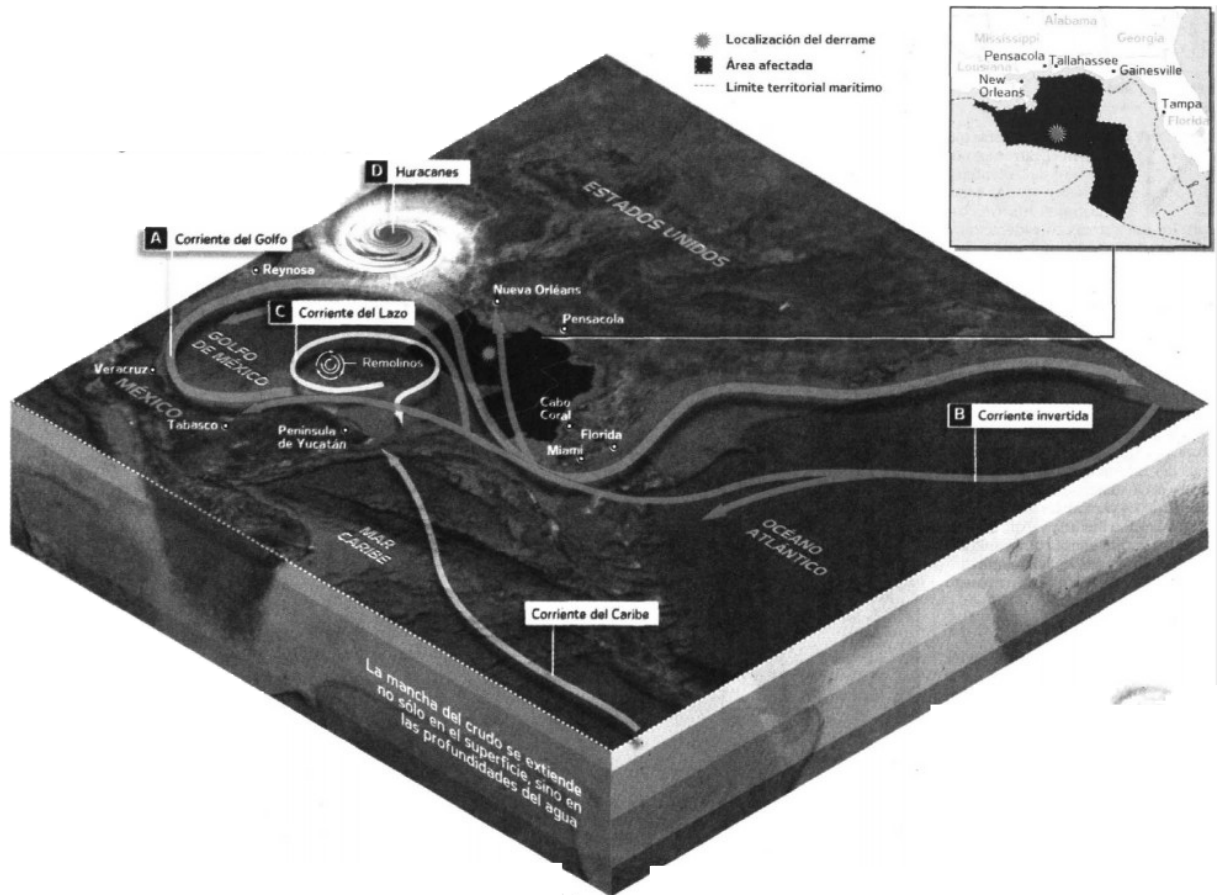 Localización del derrame
Área afectada
Límite territorial marítimo
Alabama
Mississippi
Georgia
Pensacola
Tallahassee
Louisiana
Gainesville
New
Orleans
Tampa
Florida
D Huracanes
ESTADOS UNIDOS
A Corriente del Golfo
Reynosa
Nueva Orléans
C Corriente del Lazo
Pensacola
GOLFO
DE MÉXICO
Remolinos
Veracruz
MÉXICO
Cabo
Coral
B Corriente invertida
Tabasco
Península
de Yucatán
Florida
Miami
OCÉANO
ATLÁNTICO
MAR
CARIBE
Corriente del Caribe
La mancha del crudo se extiende
no sólo en el superficie, sino en
las profundidades del agua